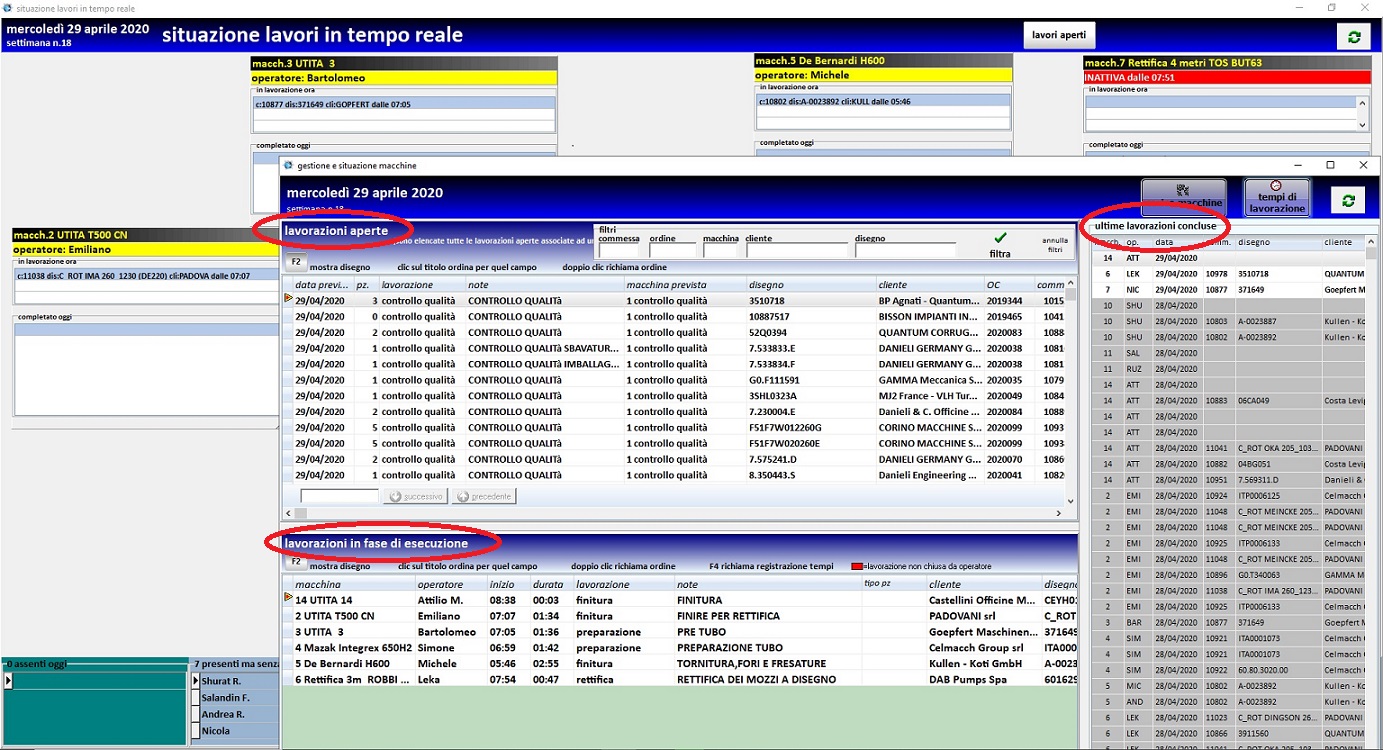 situazione lavori in tempo reale
mercoledì 29 aprile 2020
settimana n.18
situazione lavori in tempo reale
lavori aperti
macch.3 UTITA 3
operatore: Bartolomeo
in lavorazione ora
c:10877 dis:371649 cli:GOPFERT dalle 07:05
completato oggi
macch.5 De Bernardi H600
operatore: Michele
in lavorazione ora
c:10802 dis:A-0023892 cli:KULL dalle 05:46
completato oggi
macch.7 Rettifica 4 metri TOS BUT63
INATTIVA dalle 07:51
in lavorazione ora
completato oggi
macch.2 UTITA T500 CN
operatore: Emiliano
in lavorazione ora
c:11038 dis:C_ROT IMA 260_1230 (DE220) cli:PADOVA dalle 07:07
completato oggi
0 assenti oggi
7 presenti ma senza
Shurat R.
Salandin F.
Andrea R.
Nicola
gestione e situazione macchine
mercoledì 29 aprile 2020
settimana n.18
macchine
tempi di lavorazione
lavorazioni aperte
ono elencate tutte le lavorazioni aperte associate ad u
filtri
commessa ordine macchina cliente disegno
filtra
annulla filtri
F2 mostra disegno clic sul titolo ordina per quel campo doppio clic richiama ordine
data previ... pz. lavorazione note macchina prevista disegno cliente OC comm
29/04/2020 3 controllo qualità CONTROLLO QUALITà 1 controllo qualità 3510718 BP Agnati - Quantum... 2019344 1015
29/04/2020 0 controllo qualità CONTROLLO QUALITà 1 controllo qualità 10887517 BISSON IMPIANTI IN... 2019465 1041
29/04/2020 2 controllo qualità CONTROLLO QUALITà 1 controllo qualità 52Q0394 QUANTUM CORRUG... 2020083 1088
29/04/2020 1 controllo qualità CONTROLLO QUALITà SBAVATUR... 1 controllo qualità 7.533833.E DANIELI GERMANY G... 2020038 1081
29/04/2020 1 controllo qualità CONTROLLO QUALITà IMBALLAG... 1 controllo qualità 7.533834.F DANIELI GERMANY G... 2020038 1081
29/04/2020 1 controllo qualità CONTROLLO QUALITà 1 controllo qualità G0.F111591 GAMMA Meccanica S... 2020035 1079
29/04/2020 1 controllo qualità CONTROLLO QUALITà 1 controllo qualità 3SHL0323A MJ2 France - VLH Tur... 2020049 1084
29/04/2020 2 controllo qualità CONTROLLO QUALITà 1 controllo qualità 7.230004.E Danieli & C. Officine ... 2020084 1088
29/04/2020 5 controllo qualità CONTROLLO QUALITà 1 controllo qualità F51F7W012260G CORINO MACCHINE S... 2020099 1093
29/04/2020 5 controllo qualità CONTROLLO QUALITà 1 controllo qualità F51F7W020260E CORINO MACCHINE S... 2020099 1093
29/04/2020 2 controllo qualità CONTROLLO QUALITà 1 controllo qualità 7.575241.D DANIELI GERMANY G... 2020070 1086
29/04/2020 1 controllo qualità CONTROLLO QUALITà 1 controllo qualità 8.350443.S Danieli Engineering ... 2020041 1082
successivo precedente
lavorazioni in fase di esecuzione
F2 mostra disegno clic sul titolo ordina per quel campo doppio clic richiama ordine F4 richiama registrazione tempi =lavorazione non chiusa da operatore
macchina operatore inizio durata lavorazione note tipo pz cliente disegno
14 UTITA 14 Attilio M. 08:38 00:03 finitura FINITURA Castellini Officine M... CEYH0
2 UTITA T500 CN Emiliano 07:07 01:34 finitura FINIRE PER RETTIFICA PADOVANI srl C_ROT
3 UTITA 3 Bartolomeo 07:05 01:36 preparazione PRE TUBO Goepfert Maschinen... 371649
4 Mazak Integrex 650H2 Simone 06:59 01:42 preparazione PREPARAZIONE TUBO Celmacch Group srl ITA000
5 De Bernardi H600 Michele 05:46 02:55 finitura TORNITURA,FORI E FRESATURE Kullen - Koti GmbH A-0023
6 Rettifica 3m ROBBI ... Leka 07:54 00:47 rettifica RETTIFICA DEI MOZZI A DISEGNO DAB Pumps Spa 601629
ultime lavorazioni concluse
macch. op. data comm. disegno cliente
14 ATT 29/04/2020
6 LEK 29/04/2020 10978 3510718 QUANTUM
7 NIC 29/04/2020 10877 371649 Goepfert M
10 SHU 28/04/2020
10 SHU 28/04/2020 10803 A-0023887 Kullen - Ko
10 SHU 28/04/2020 10802 A-0023892 Kullen - Ko
11 SAL 28/04/2020
11 RUZ 28/04/2020
14 ATT 28/04/2020
14 ATT 28/04/2020 10883 06CA049 Costa Levig
14 ATT 28/04/2020
14 ATT 28/04/2020
14 ATT 28/04/2020 11041 C_ROT OKA 205_103... PADOVANI
14 ATT 28/04/2020 10882 04BG051 Costa Levig
14 ATT 28/04/2020 10951 7.569311.D Danieli &
2 EMI 28/04/2020 10924 ITP0006125 Celmacch
2 EMI 28/04/2020 11048 C_ROT MEINCKE 205... PADOVANI
2 EMI 28/04/2020 11048 C_ROT MEINCKE 205... PADOVANI
2 EMI 28/04/2020 10925 ITP0006133 Celmacch
2 EMI 28/04/2020 11048 C_ROT MEINCKE 205... PADOVANI
2 EMI 28/04/2020 10896 G0.T340063 GAMMA M
2 EMI 28/04/2020 11038 C_ROT IMA 260_123... PADOVANI
2 EMI 28/04/2020 10925 ITP0006133 Celmacch
3 BAR 28/04/2020 10877 371649 Goepfert M
4 SIM 28/04/2020 10921 ITA0001073 Celmacch
4 SIM 28/04/2020 10921 ITA0001073 Celmacch
4 SIM 28/04/2020 10922 60.80.3020.00 Celmacch
5 MIC 28/04/2020 10802 A-0023892 Kullen - Ko
5 AND 28/04/2020 10802 A-0023892 Kullen - Ko
6 LEK 28/04/2020 11023 C_ROT DINGSON 26... PADOVANI
6 LEK 28/04/2020 10866 3911560 QUANTUM